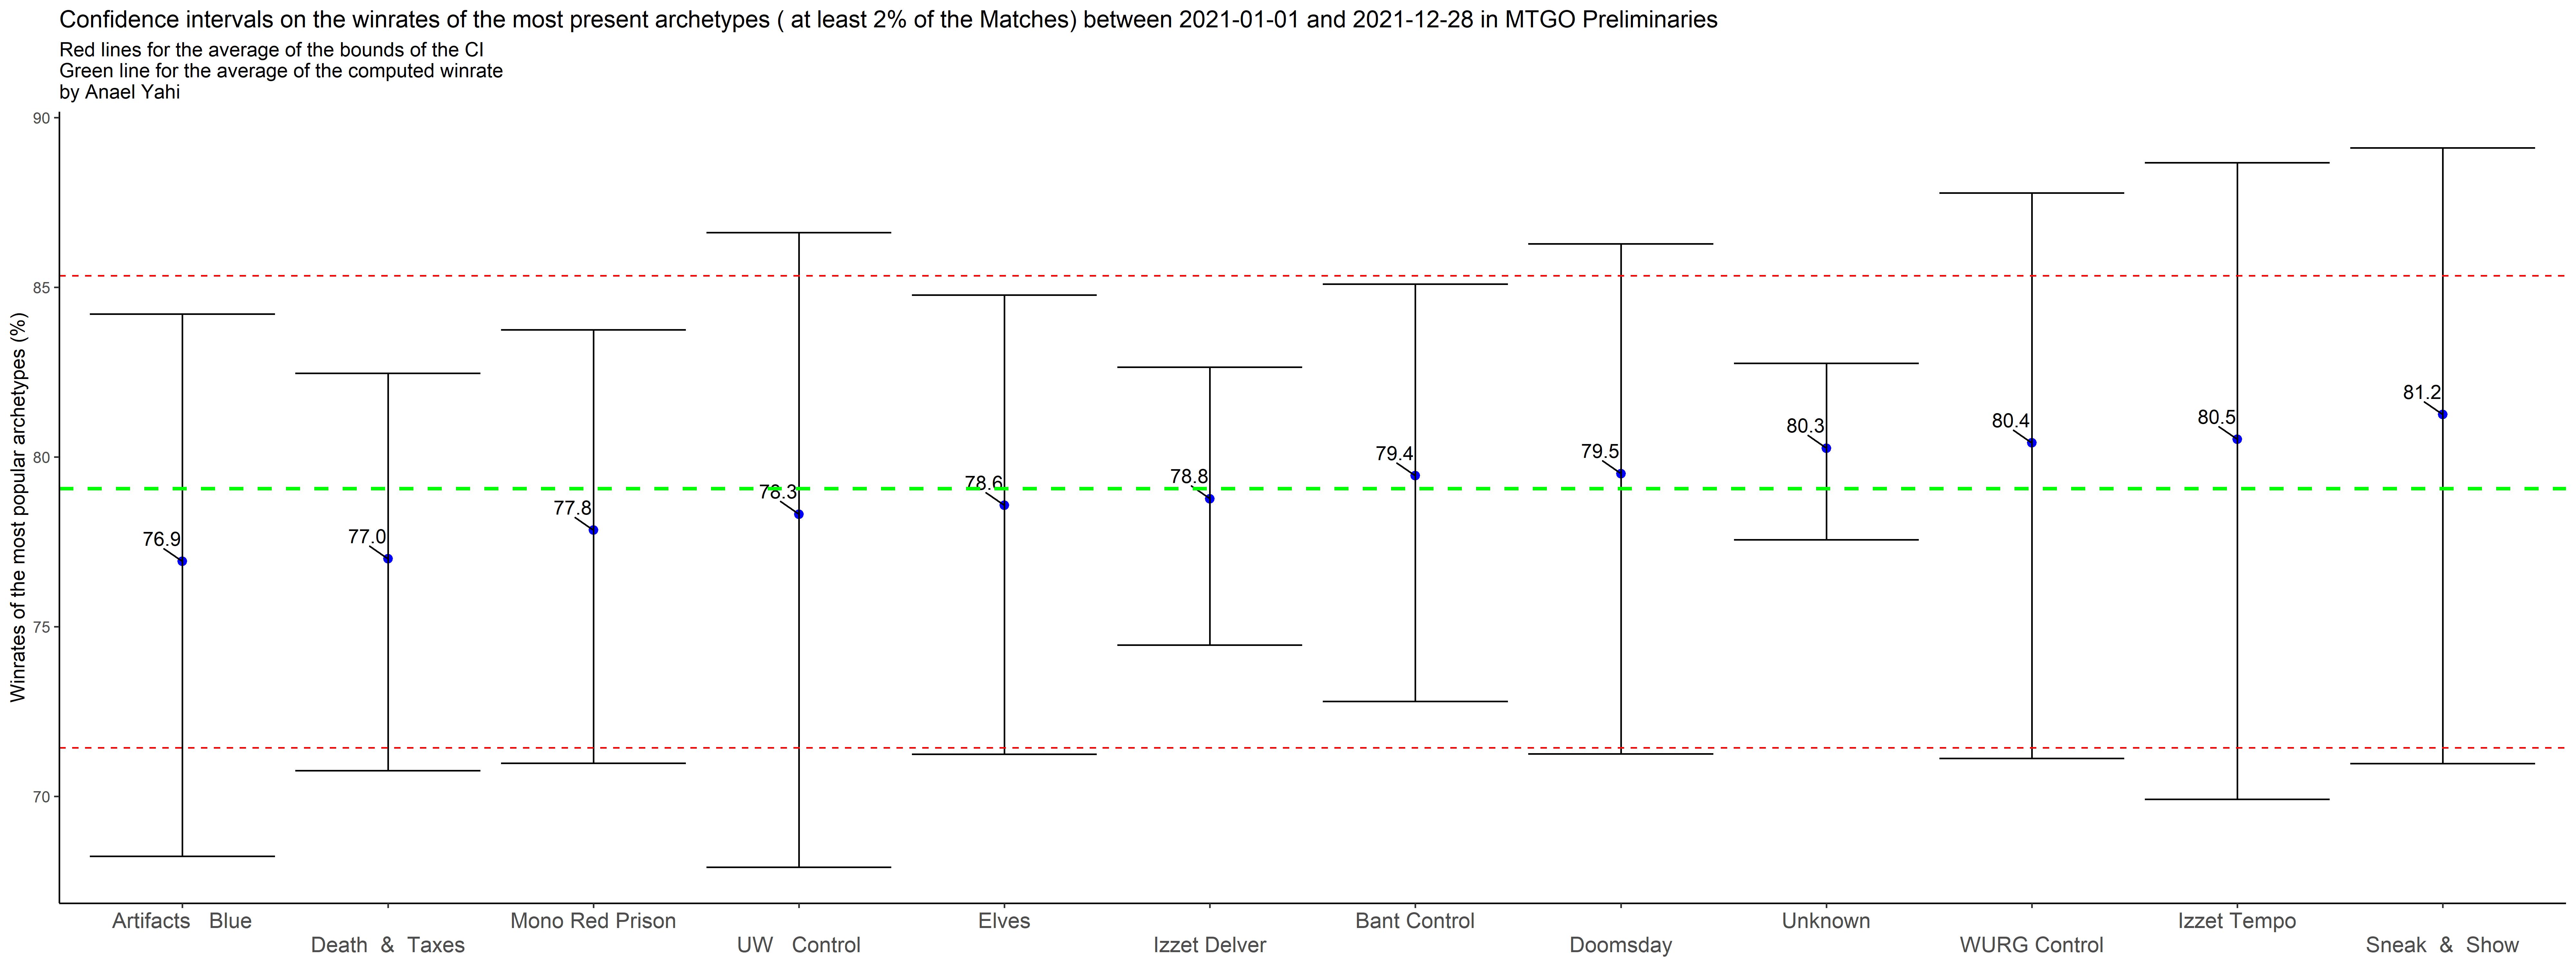 Confidence intervals on the winrates of the most present archetypes ( at least 2% of the Matches) between 2021-01-01 and 2021-12-28 in MTGO Preliminaries
Red lines for the average of the bounds of the CI
Green line for the average of the computed winrate
by Anael Yahi
Winrates of the most popular archetypes (%)
90
85
80
75
70
76.9
77.0
77.8
78.3
78.6
78.8
79.4
79.5
80.3
80.4
80.5
81.2
Artifacts Blue
Death & Taxes
Mono Red Prison
UW Control
Elves
Izzet Delver
Bant Control
Doomsday
Unknown
WURG Control
Izzet Tempo
Sneak & Show